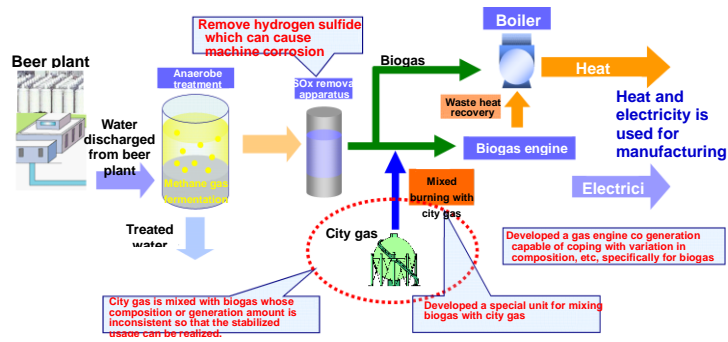 Remove hydrogen sulfide
which can cause
machine corrosion
Boiler
Beer plant
Anaerobe
treatment
SOx remova
apparatus
Biogas
Heat
Waste heat
recovery
Heat and
electricity is
used for
manufacturing
Water
discharged
from beer
plant
Biogas engine
Methane gas
fermentation
Mixed
burning with
city gas
Electrici
Treated
water
City gas
Developed a gas engine co generation
capable of coping with variation in
composition, etc, specifically for biogas
City gas is mixed with biogas whose
composition or generation amount is
inconsistent so that the stabilized
usage can be realized.
Developed a special unit for mixing
biogas with city gas